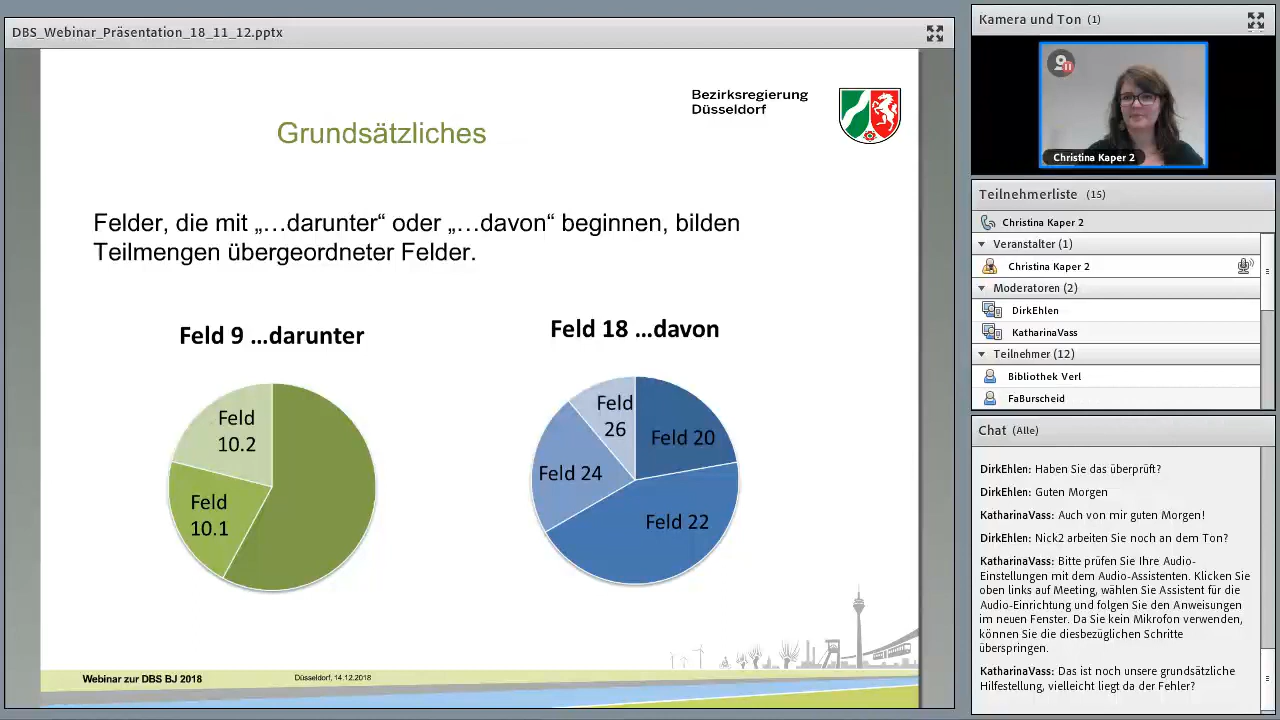 DBS_Webinar_Präsentation_18_11_12.pptx
Bezirksregierung
Düsseldorf
Grundsätzliches
Felder, die mit „…darunter“ oder „…davon“ beginnen, bilden
Teilmengen übergeordneter Felder.
Feld 9 …darunter
Feld
10.2
Feld
10.1
Feld 18 …davon
Feld
26
Feld 20
Feld 24
Feld 22
Webinar zur DBS BJ 2018
Düsseldorf, 14.12.2018
Kamera und Ton (1)
Christina Kaper 2
Teilnehmerliste (15)
Christina Kaper 2
Veranstalter (1)
Christina Kaper 2
Moderatoren (2)
DirkEhlen
KatharinaVass
Teilnehmer (12)
Bibliothek Verl
FaBurscheid
Chat (Alle)
DirkEhlen: Haben Sie das überprüft?
DirkEhlen: Guten Morgen
KatharinaVass: Auch von mir guten Morgen!
DirkEhlen: Nick2 arbeiten Sie noch an dem Ton?
KatharinaVass: Bitte prüfen Sie Ihre Audio-
Einstellungen mit dem Audio-Assistenten. Klicken Sie
oben links auf Meeting, wählen Sie Assistent für die
Audio-Einrichtung und folgen Sie den Anweisungen
im neuen Fenster. Da Sie kein Mikrofon verwenden,
können Sie die diesbezüglichen Schritte
überspringen.
KatharinaVass: Das ist noch unsere grundsätzliche
Hilfestellung, vielleicht liegt da der Fehler?